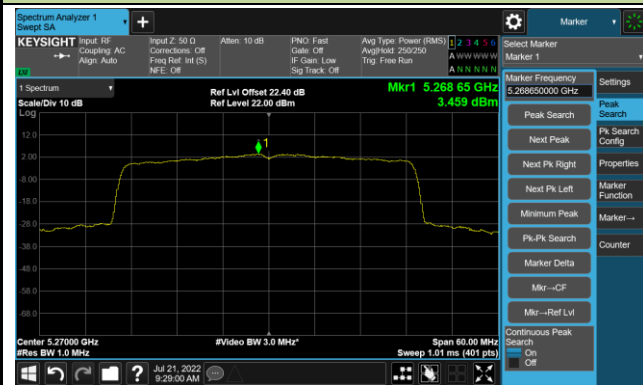 Spectrum Analyzer 1
Swept SA
Marker
KEYSIGHT
Input: RF
Coupling: AC
Align: Auto
Input Z: 50 Ω
Corrections: Off
Freq Ref: Int (S)
NFE: Off
Atten: 10 dB
PNO: Fast
Gate: Off
IF Gain: Low
Sig Track: Off
Avg Type: Power (RMS)
Avg|Hold: 250/250
Trig: Free Run
1 2 3 4 5 6
A W W W W W
A N N N N N
LXI
Select Marker
Marker 1
1 Spectrum
Scale/Div 10 dB
Log
Ref Lvl Offset 22.40 dB
Ref Level 22.00 dBm
Mkr1 5.268 65 GHz
3.459 dBm
1
12.0
2.00
-8.00
-18.0
-28.0
-38.0
-48.0
-58.0
-68.0
Center 5.27000 GHz
#Res BW 1.0 MHz
#Video BW 3.0 MHz*
Span 60.00 MHz
Sweep 1.01 ms (401 pts)
Marker Frequency
5.268650000 GHz
Peak Search
Next Peak
Next Pk Right
Next Pk Left
Minimum Peak
Pk-Pk Search
Marker Delta
Mkr→CF
Mkr→Ref Lvl
Continuous Peak
Search
On
Off
Settings
Peak
Search
Pk Search
Config
Properties
Marker
Function
Marker→
Counter
?
Jul 21, 2022
9:29:00 AM